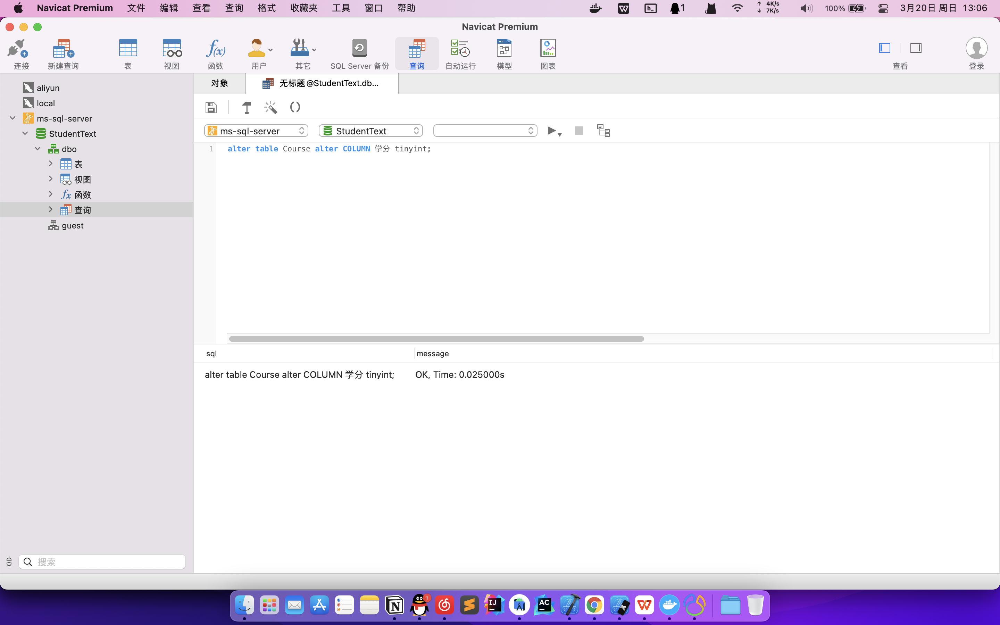 Navicat Premium 文件 编辑 查看 查询 格式 收藏夹 工具 窗口 帮助 1 4K/s 7K/s 100% 3月20日 周日 13:06
Navicat Premium
连接 新建查询 表 视图 函数 用户 其它 SQL Server 备份 查询 自动运行 模型 图表 查看 登录
对象 无标题@StudentText.db...
aliyun
local
ms-sql-server
StudentText
dbo
表
视图
函数
查询
guest
搜索
ms-sql-server StudentText
1 alter table Course alter COLUMN 学分 tinyint;
sql message
alter table Course alter COLUMN 学分 tinyint; OK, Time: 0.025000s
1
IJ
AC